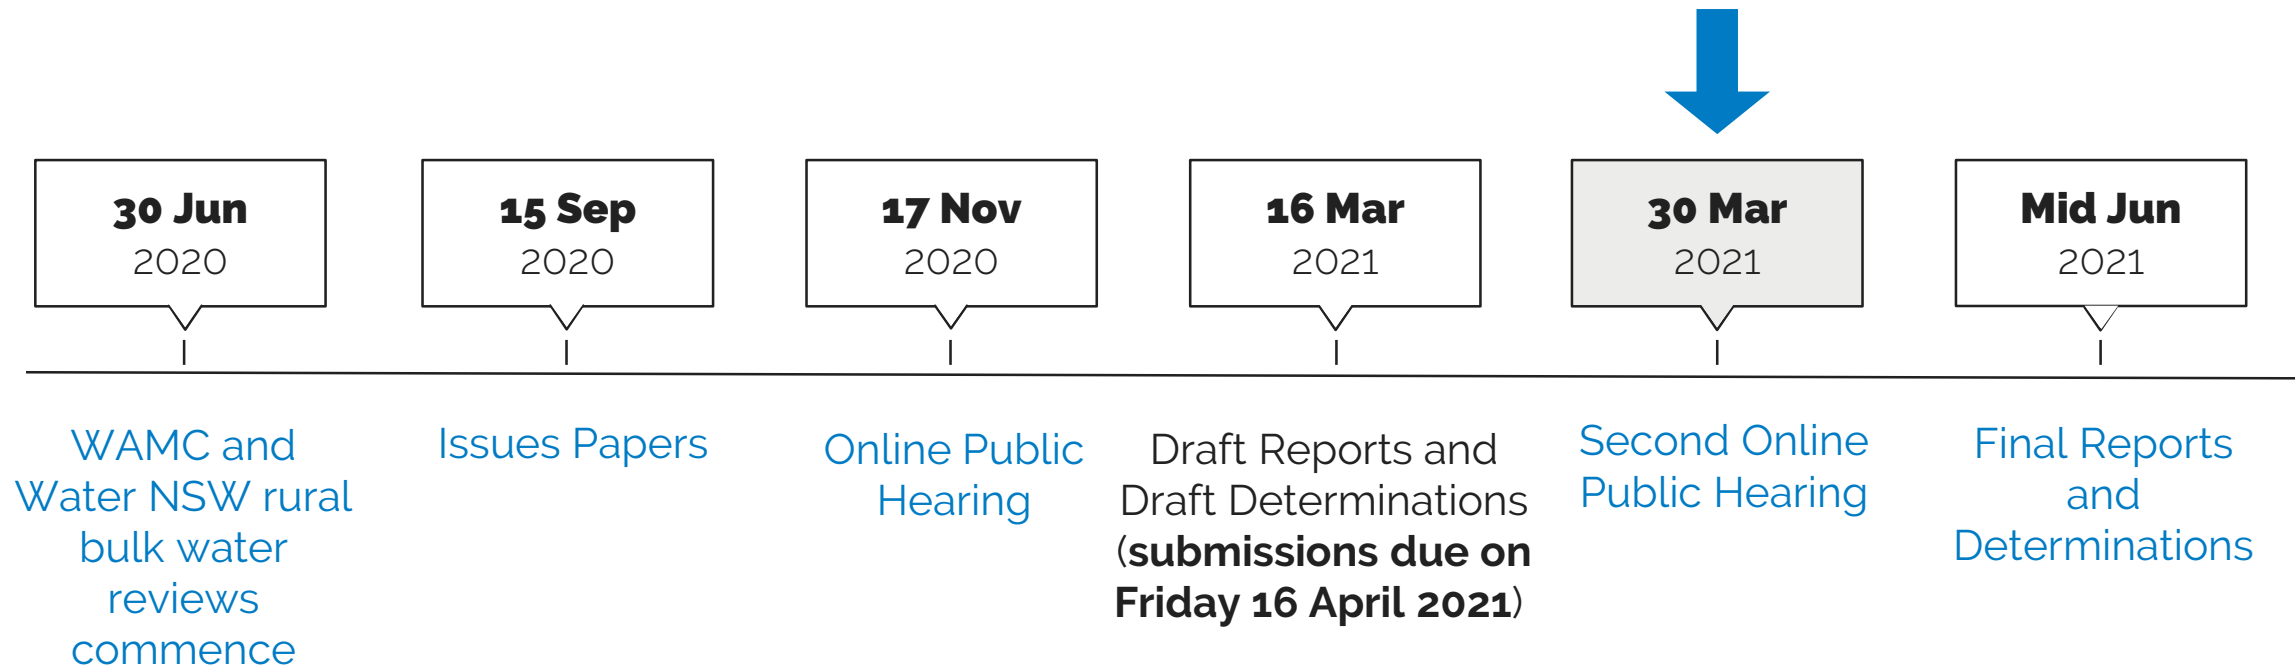 30 Jun
2020
15 Sep
2020
17 Nov
2020
16 Mar
2021
30 Mar
2021
Mid Jun
2021
WAMC and
Water NSW rural
bulk water
reviews
commence
Issues Papers
Online Public
Hearing
Draft Reports and
Draft Determinations
(submissions due on
Friday 16 April 2021)
Second Online
Public Hearing
Final Reports
and
Determinations